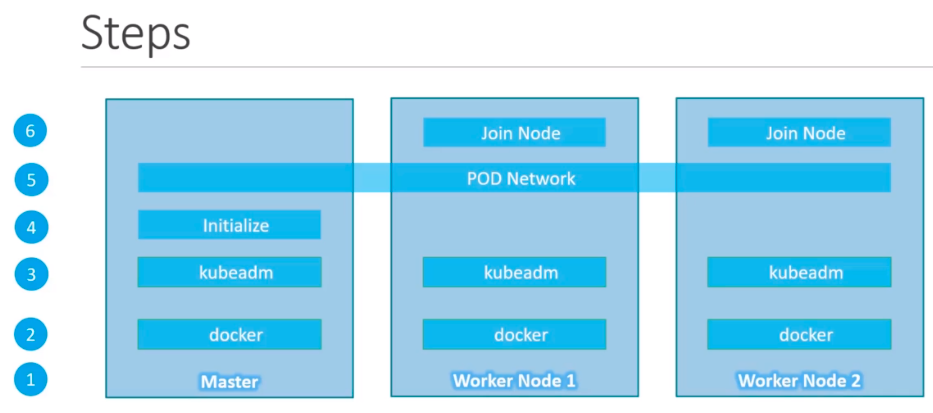 Steps
6
Join Node
Join Node
5
POD Network
4
Initialize
3
kubeadm
kubeadm
kubeadm
2
docker
docker
docker
1
Master
Worker Node 1
Worker Node 2